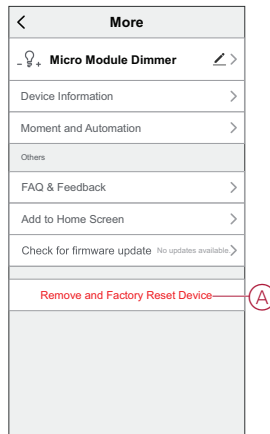 More
Micro Module Dimmer
Device Information
Moment and Automation
Others
FAQ & Feedback
Add to Home Screen
Check for firmware update No updates available.
Remove and Factory Reset Device A